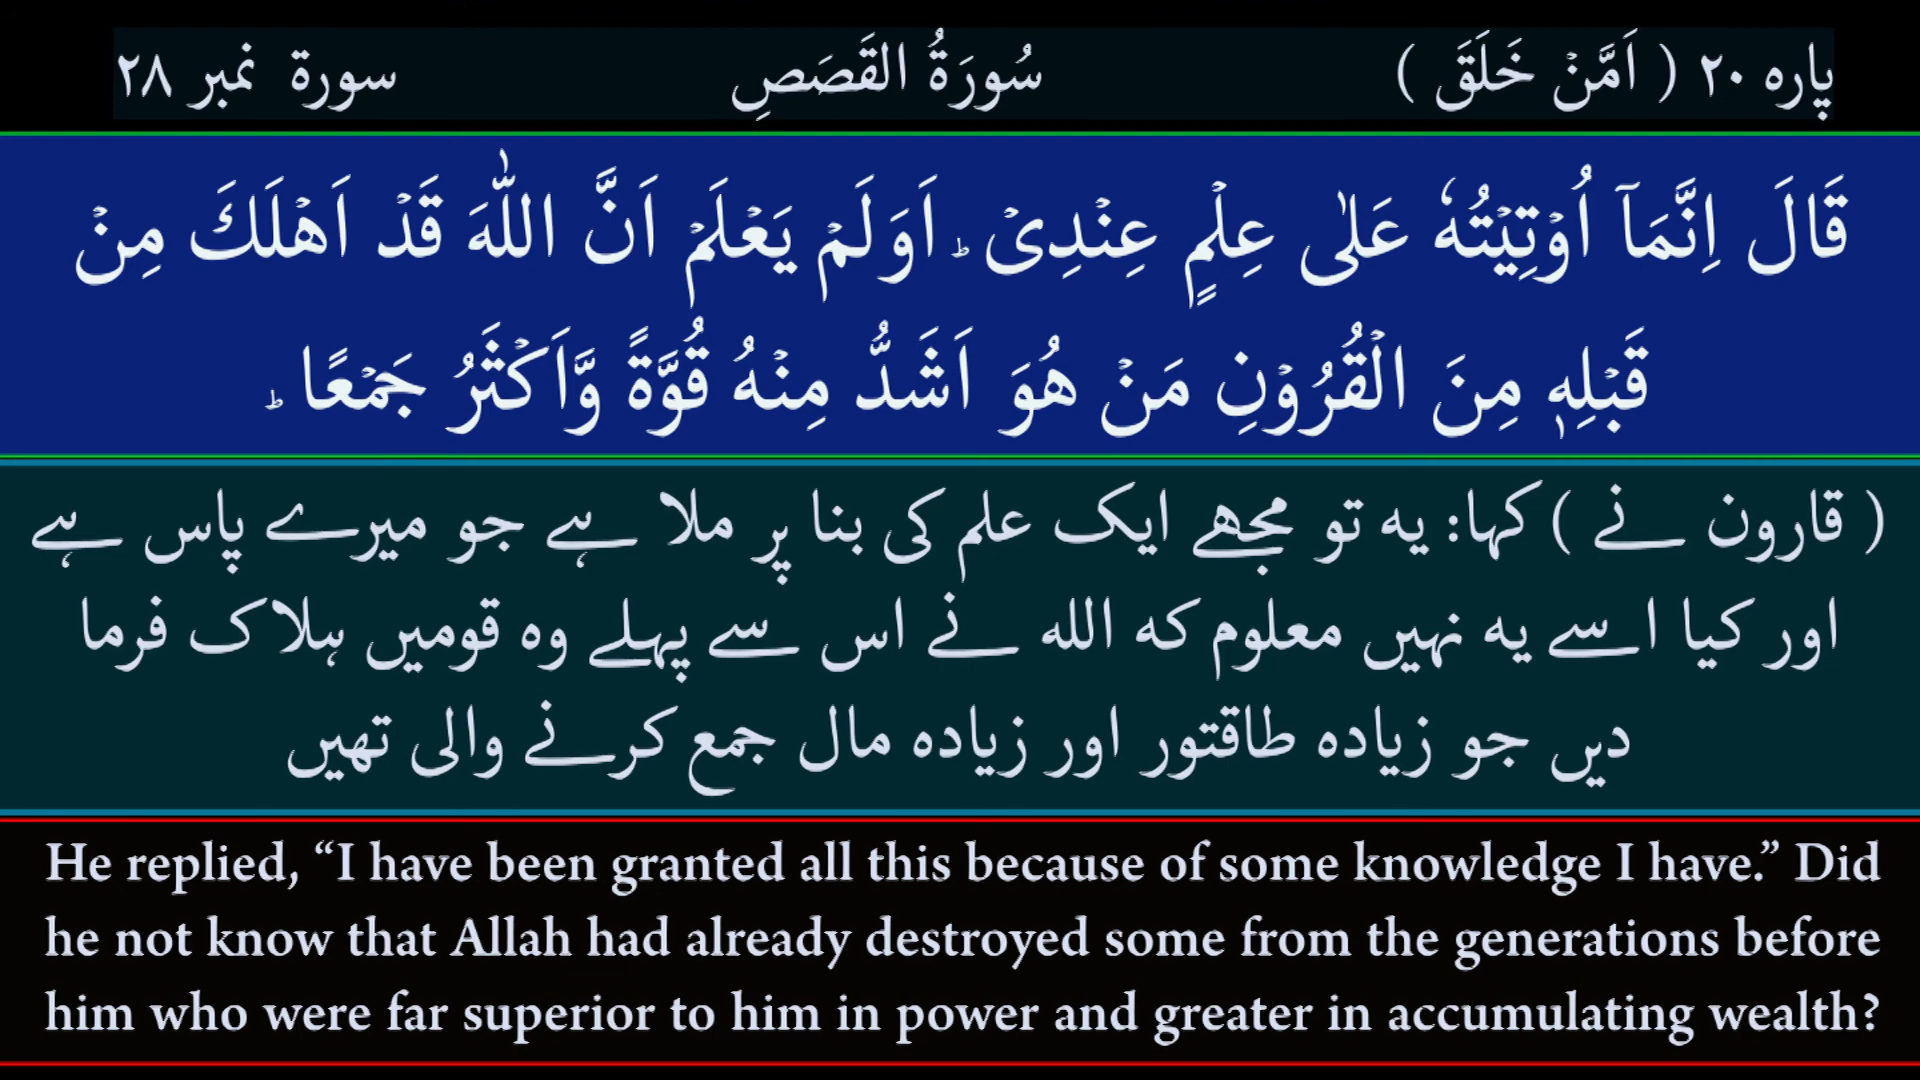 پارہ ۲۰ ( اَمَّنْ خَلَقَ ) سُورَۃُ القَصَصِ سورۃ نمبر ۲۸
قَالَ اِنَّمَاۤ اُوۡتِیۡتُہٗ عَلٰی عِلۡمٍ عِنۡدِیۡ ؕ اَوَلَمۡ یَعۡلَمۡ اَنَّ اللّٰہَ قَدۡ اَہۡلَکَ مِنۡ
قَبۡلِہٖ مِنَ الۡقُرُوۡنِ مَنۡ ہُوَ اَشَدُّ مِنۡہُ قُوَّۃً وَّاَکۡثَرُ جَمۡعًا ؕ
( قارون نے ) کہا: یہ تو مجھے ایک علم کی بنا پر ملا ہے جو میرے پاس ہے
اور کیا اسے یہ نہیں معلوم کہ اللہ نے اس سے پہلے وہ قومیں ہلاک فرما
دیں جو زیادہ طاقتور اور زیادہ مال جمع کرنے والی تھیں
He replied, “I have been granted all this because of some knowledge I have.” Did
he not know that Allah had already destroyed some from the generations before
him who were far superior to him in power and greater in accumulating wealth?